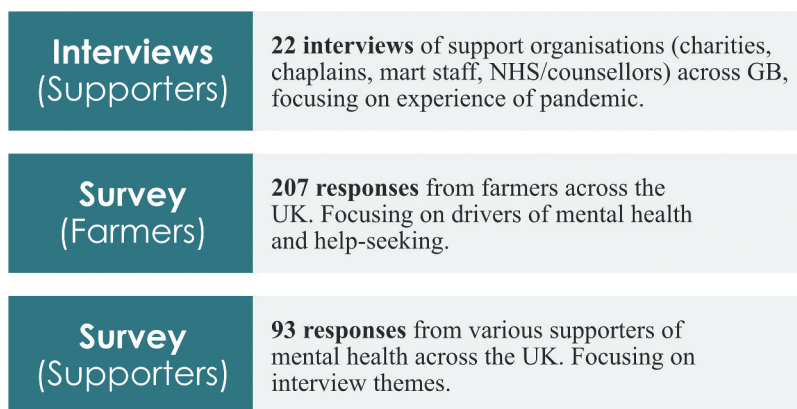 Interviews
(Supporters)
22 interviews of support organisations (charities,
chaplains, mart staff, NHS/counsellors) across GB,
focusing on experience of pandemic.
Survey
(Farmers)
207 responses from farmers across the
UK. Focusing on drivers of mental health
and help-seeking.
Survey
(Supporters)
93 responses from various supporters of
mental health across the UK. Focusing on
interview themes.